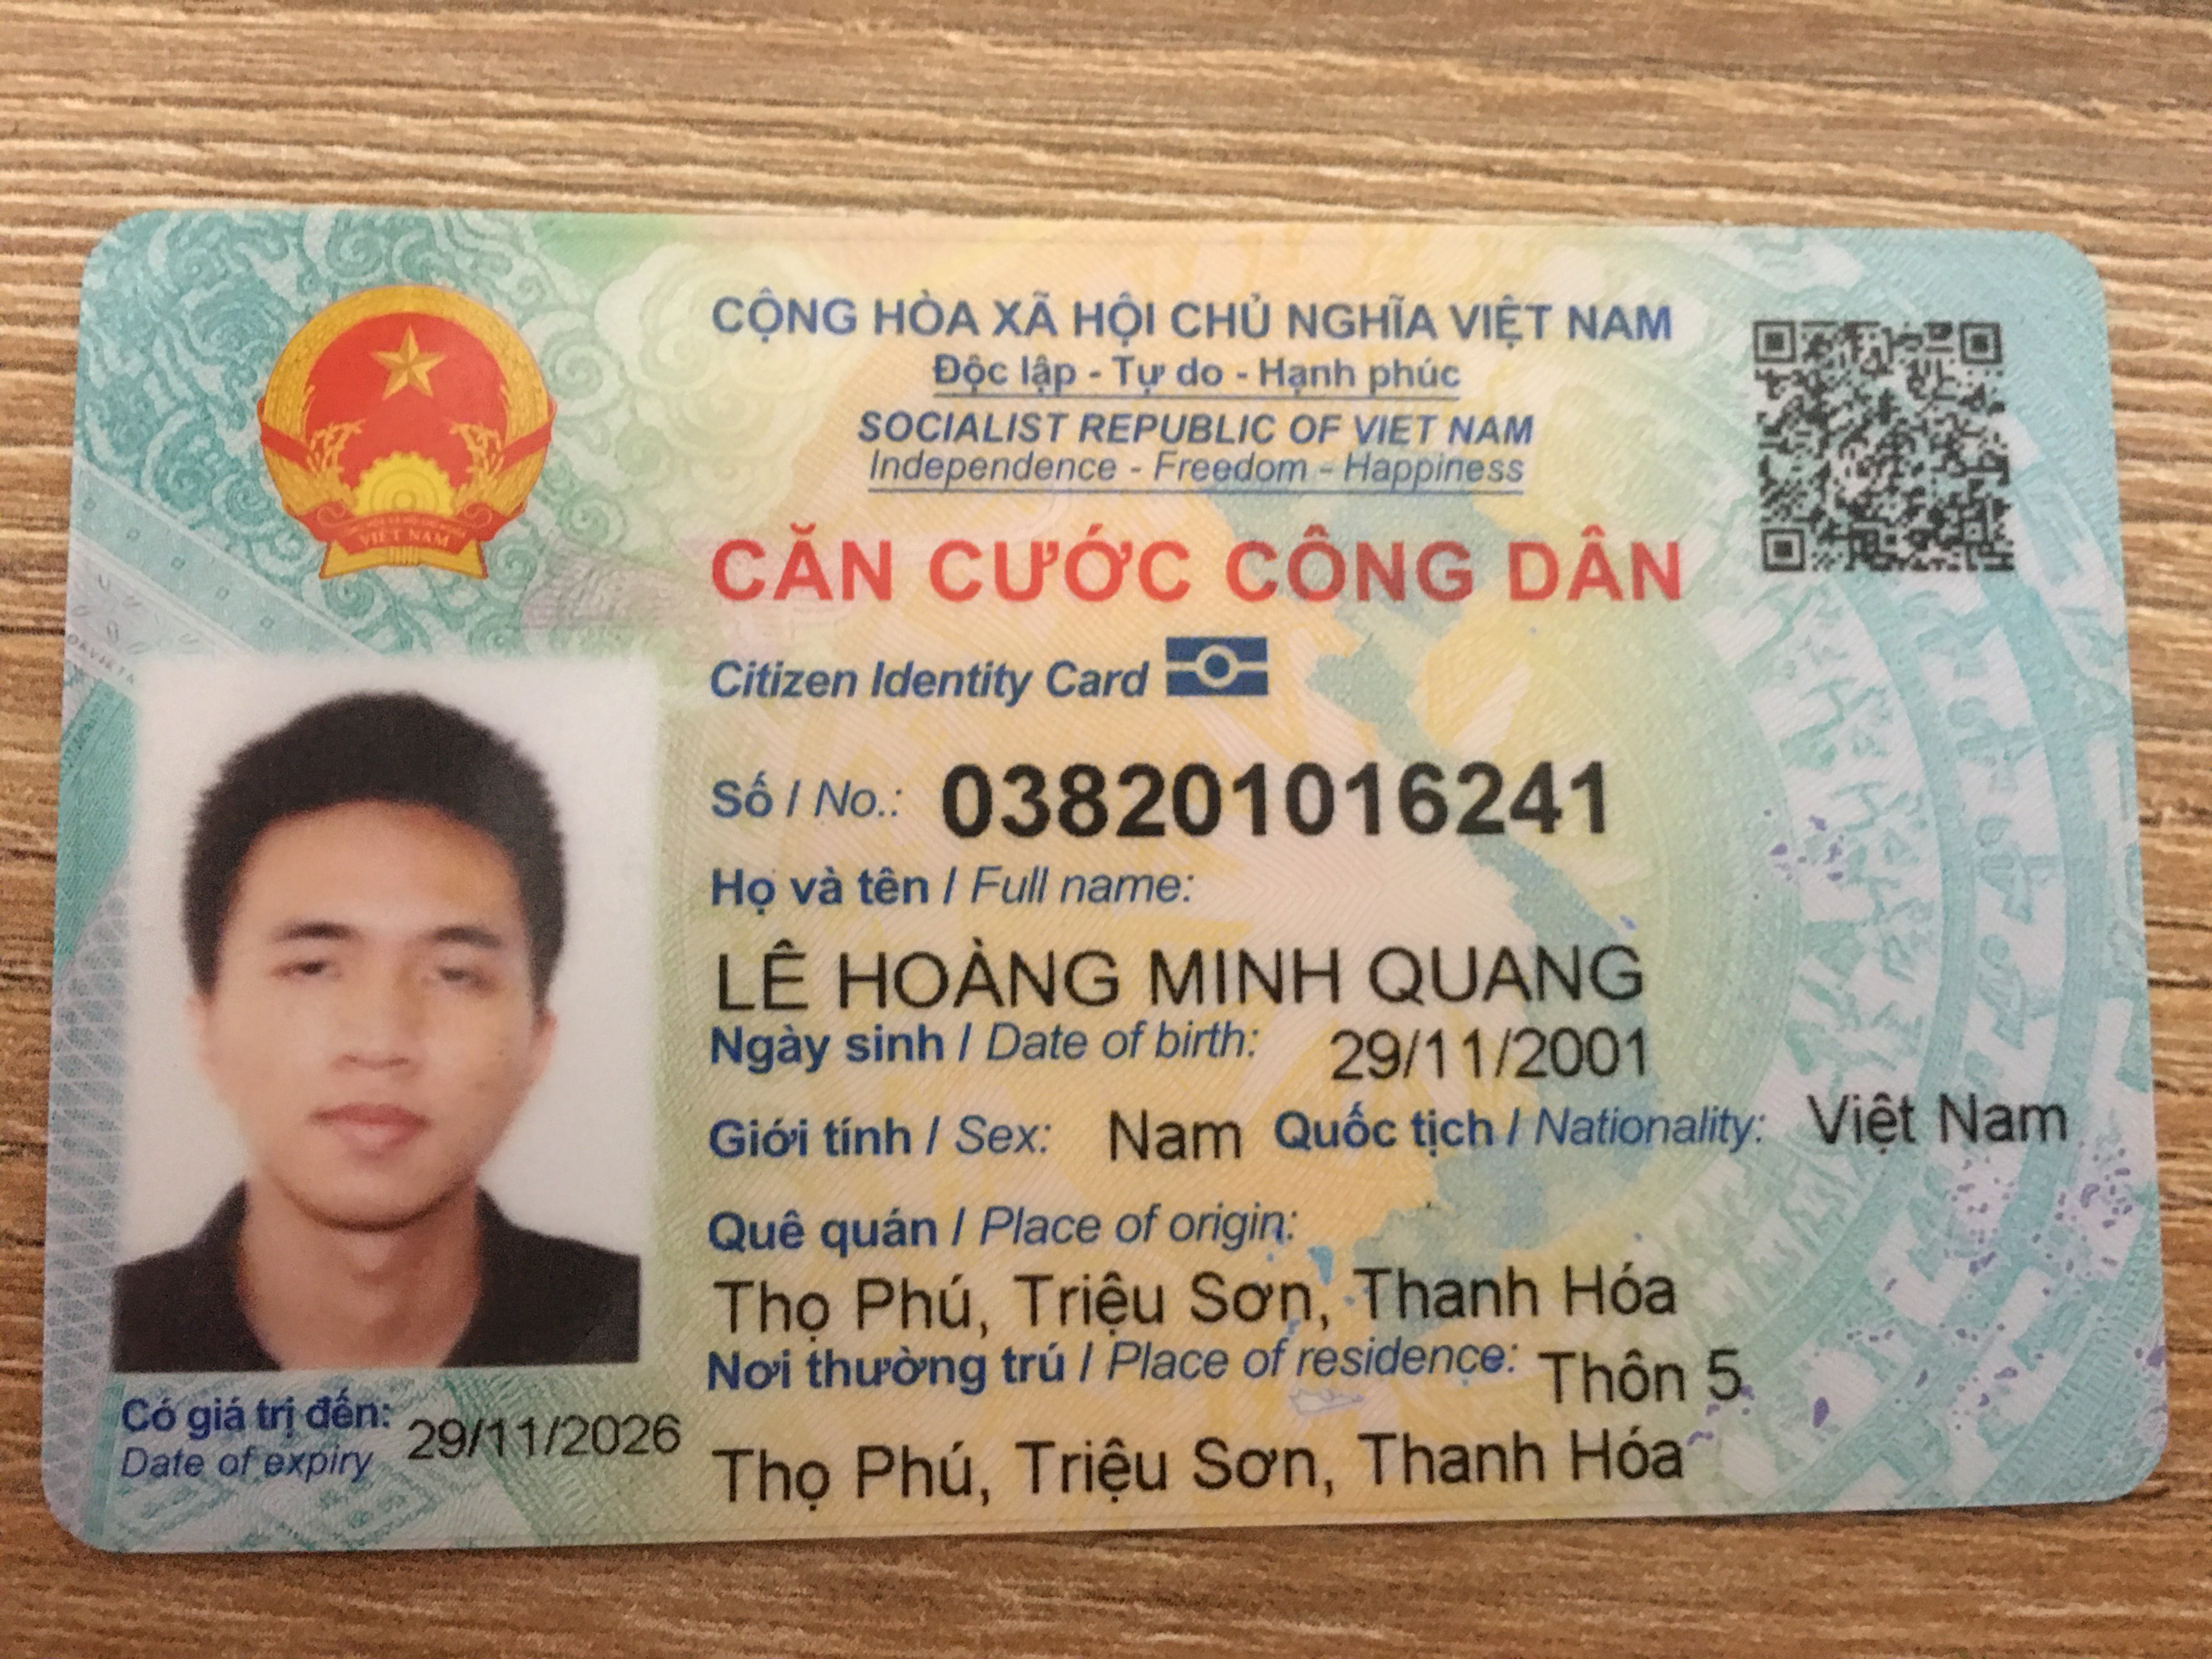 CỘNG HÒA XÃ HỘI CHỦ NGHĨA VIỆT NAM
Độc lập - Tự do - Hạnh phúc
SOCIALIST REPUBLIC OF VIET NAM
Independence - Freedom - Happiness
CĂN CƯỚC CÔNG DÂN
Citizen Identity Card
Số / No.: 038201016241
Họ và tên / Full name:
LÊ HOÀNG MINH QUANG
Ngày sinh / Date of birth: 29/11/2001
Giới tính / Sex: Nam Quốc tịch / Nationality: Việt Nam
Quê quán / Place of origin:
Thọ Phú, Triệu Sơn, Thanh Hóa
Nơi thường trú / Place of residence: Thôn 5
Thọ Phú, Triệu Sơn, Thanh Hóa
Có giá trị đến: 29/11/2026
Date of expiry
VIỆT NAM